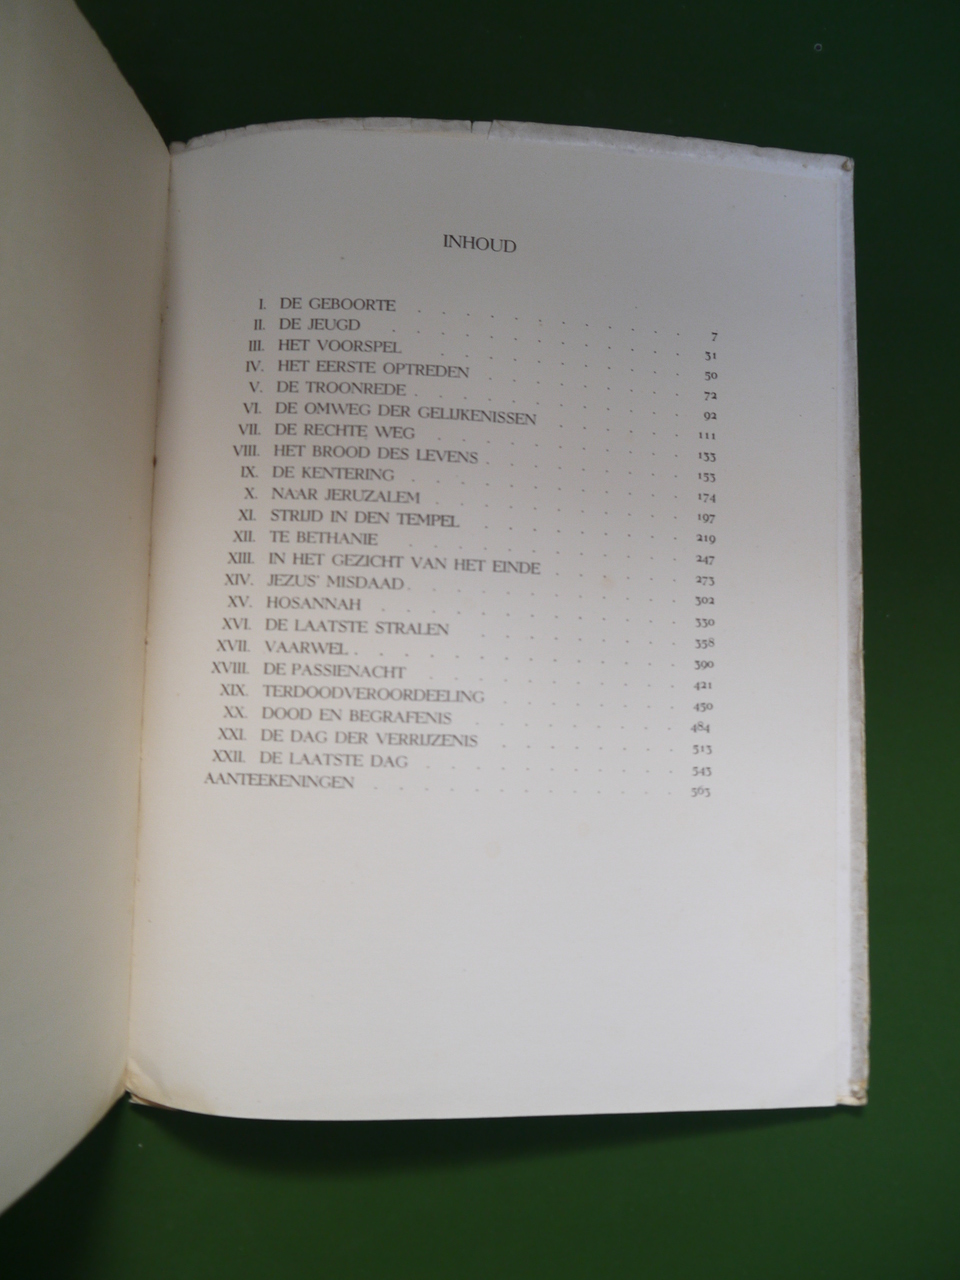 INHOUD
I. DE GEBOORTE . . . . . . . . . . . . 7
II. DE JEUGD . . . . . . . . . . . . 31
III. HET VOORSPEL . . . . . . . . . . . . 50
IV. HET EERSTE OPTREDEN . . . . . . . . . . 72
V. DE TROONREDE . . . . . . . . . . . . 92
VI. DE OMWEG DER GELIJKENISSEN . . . . . . . 111
VII. DE RECHTE WEG . . . . . . . . . . . 133
VIII. HET BROOD DES LEVENS . . . . . . . . . 153
IX. DE KENTERING . . . . . . . . . . . . 174
X. NAAR JERUZALEM . . . . . . . . . . . 197
XI. STRIJD IN DEN TEMPEL . . . . . . . . . 219
XII. TE BETHANIE . . . . . . . . . . . . 247
XIII. IN HET GEZICHT VAN HET EINDE . . . . . . 273
XIV. JEZUS' MISDAAD . . . . . . . . . . . 302
XV. HOSANNAH . . . . . . . . . . . . 330
XVI. DE LAATSTE STRALEN . . . . . . . . . 358
XVII. VAARWEL . . . . . . . . . . . . 390
XVIII. DE PASSIENACHT . . . . . . . . . . . 421
XIX. TERDOODVEROORDEELING . . . . . . . . 450
XX. DOOD EN BEGRAFENIS . . . . . . . . . 484
XXI. DE DAG DER VERRIJZENIS . . . . . . . . 513
XXII. DE LAATSTE DAG . . . . . . . . . . . 543
AANTEEKENINGEN . . . . . . . . . . . . 563